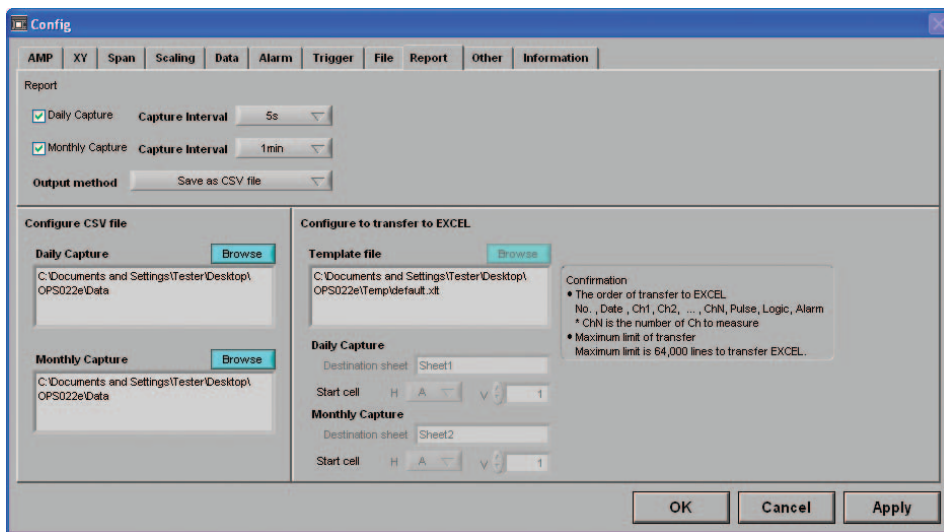 Config
AMP XY Span Scaling Data Alarm Trigger File Report Other Information
Report
Daily Capture Capture Interval 5s
Monthly Capture Capture Interval 1min
Output method Save as CSV file
Configure CSV file
Daily Capture Browse
C:\Documents and Settings\Tester\Desktop\
OPS022e\Data
Monthly Capture Browse
C:\Documents and Settings\Tester\Desktop\
OPS022e\Data
Configure to transfer to EXCEL
Template file Browse
C:\Documents and Settings\Tester\Desktop\
OPS022e\Temp\default.xlt
Daily Capture
Destination sheet Sheet1
Start cell H A V 1
Monthly Capture
Destination sheet Sheet2
Start cell H A V 1
Confirmation
• The order of transfer to EXCEL
No. , Date , Ch1, Ch2, ... , ChN, Pulse, Logic, Alarm
* ChN is the number of Ch to measure
• Maximum limit of transfer
Maximum limit is 64,000 lines to transfer EXCEL.
OK Cancel Apply